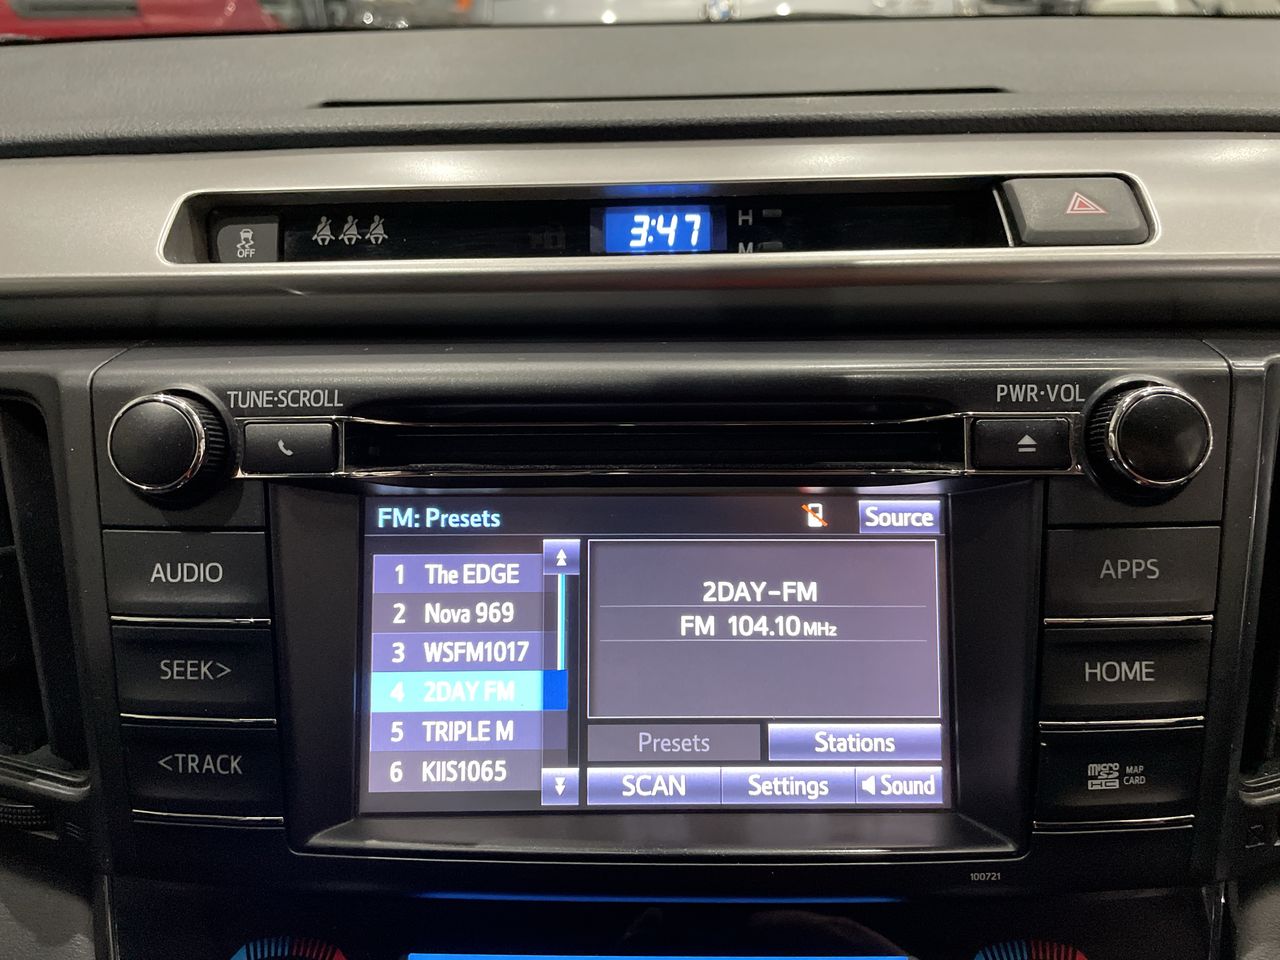 OFF
3:47
H
M
TUNE·SCROLL
PWR·VOL
AUDIO
SEEK>
<TRACK
FM: Presets
Source
1 The EDGE
2 Nova 969
3 WSFM1017
4 2DAY FM
5 TRIPLE M
6 KIIS1065
2DAY-FM
FM 104.10MHz
Presets
Stations
SCAN
Settings
Sound
APPS
HOME
micro SD HC
MAP
CARD
100721